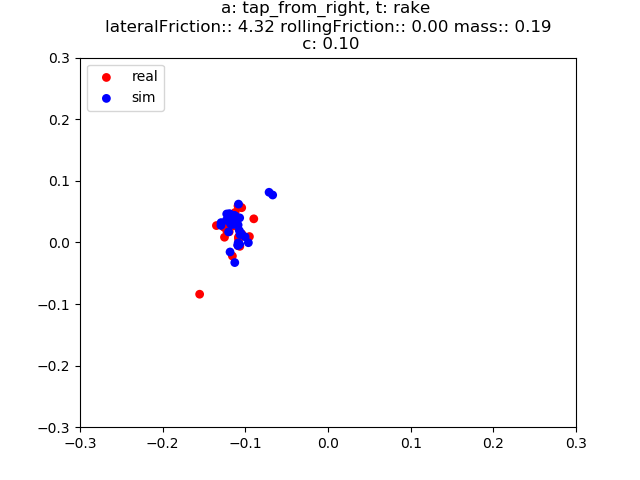 a: tap_from_right, t: rake
lateralFriction:: 4.32 rollingFriction:: 0.00 mass:: 0.19
c: 0.10
real
sim
0.3
0.2
0.1
0.0
−0.1
−0.2
−0.3
−0.3 −0.2 −0.1 0.0 0.1 0.2 0.3